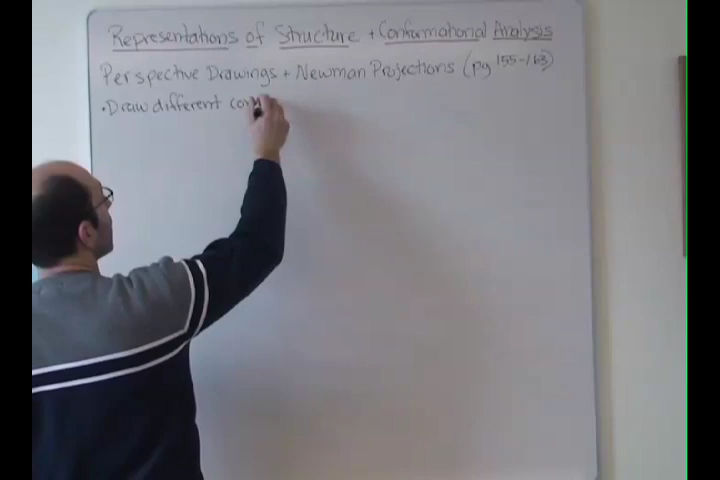 Representations of Structure + Conformational Analysis
Perspective Drawings + Newman Projections (pg 155-163)
• Draw different con